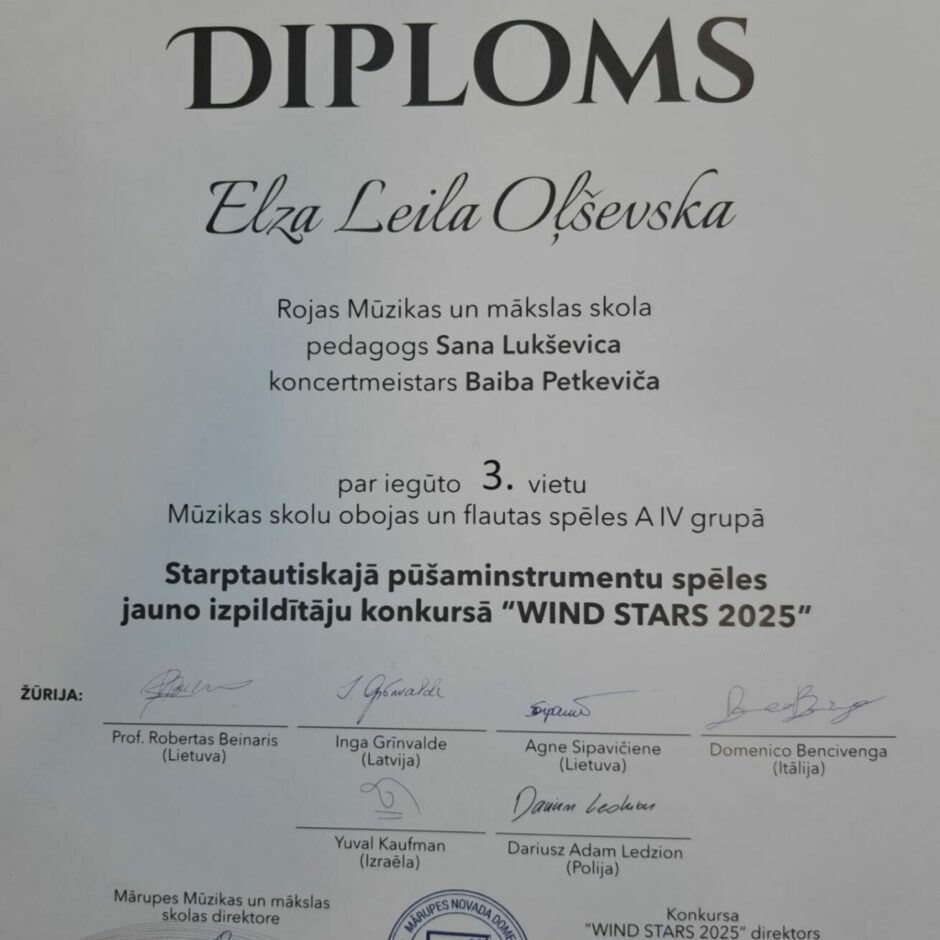 DIPLOMS
Elza Leila Oļševska
Rojas Mūzikas un mākslas skola
pedagogs Sana Lukševica
koncertmeistars Baiba Petkeviča
par iegūto 3. vietu
Mūzikas skolu obojas un flautas spēles A IV grupā
Starptautiskajā pūšaminstrumentu spēles
jauno izpildītāju konkursā “WIND STARS 2025”
ŽŪRIJA:
Prof. Robertas Beinaris
(Lietuva)
Inga Grīnvalde
(Latvija)
Agne Sipavičiene
(Lietuva)
Domenico Bencivenga
(Itālija)
Yuval Kaufman
(Izraēla)
Dariusz Adam Ledzion
(Polija)
Mārupes Mūzikas un mākslas
skolas direktore
MĀRUPES NOVADA DOME
Konkursa
“WIND STARS 2025” direktors